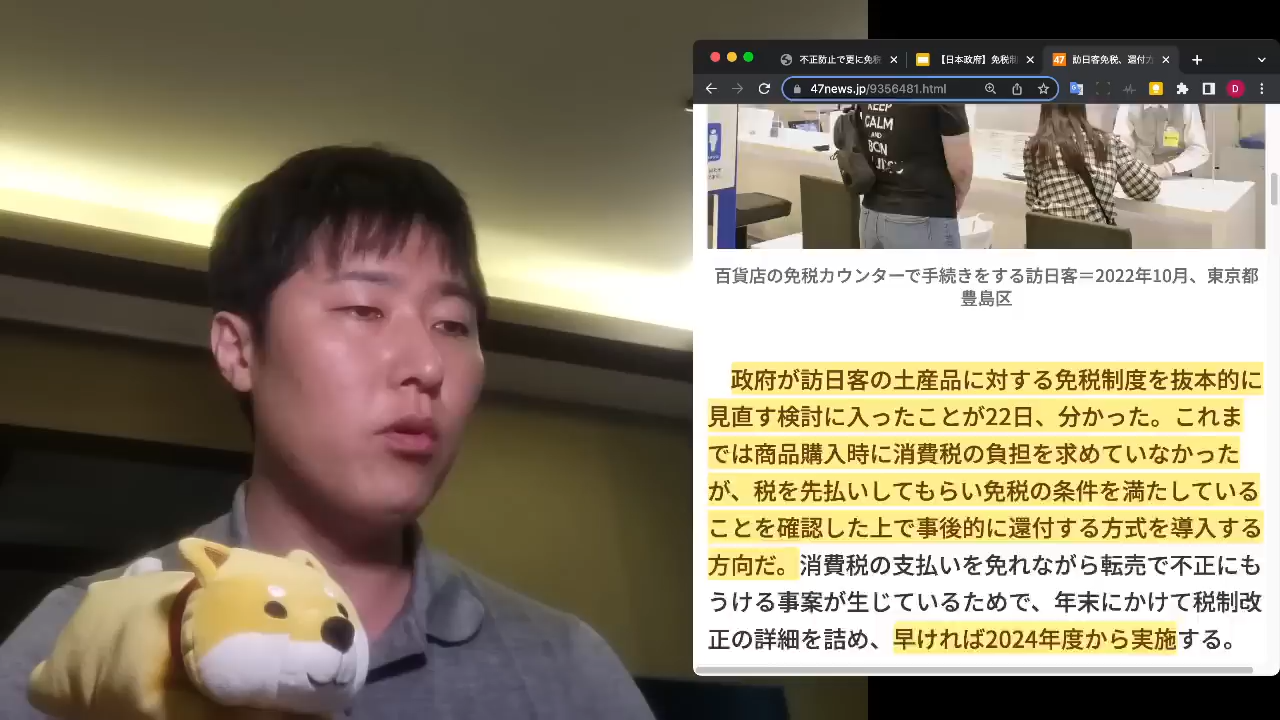 不正防止で更に免税
【日本政府】免税制
訪日客免税、還付方
47news.jp/9356481.html
D
KEEP
CALM
AND
BCN
百貨店の免税カウンターで手続きをする訪日客＝2022年10月、東京都
豊島区
政府が訪日客の土産品に対する免税制度を抜本的に
見直す検討に入ったことが22日、分かった。これま
では商品購入時に消費税の負担を求めていなかった
が、税を先払いしてもらい免税の条件を満たしている
ことを確認した上で事後的に還付する方式を導入する
方向だ。消費税の支払いを免れながら転売で不正にも
うける事案が生じているためで、年末にかけて税制改
正の詳細を詰め、早ければ2024年度から実施する。